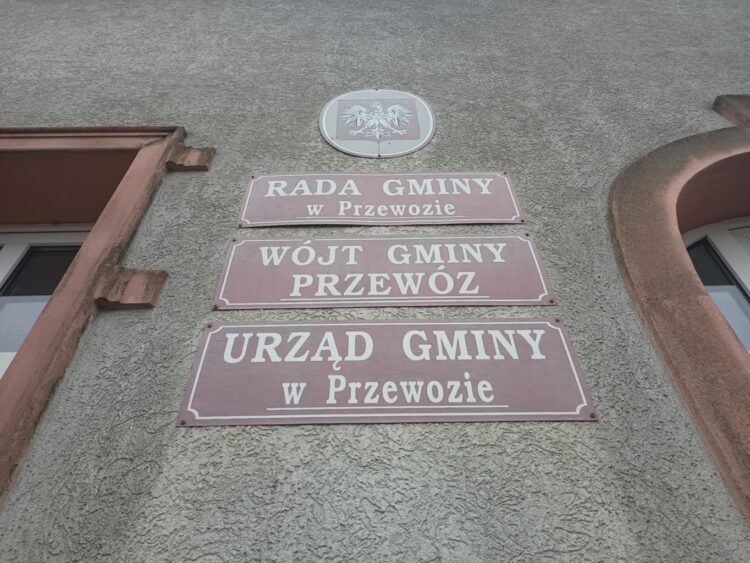 RADA GMINY
w Przewozie
WÓJT GMINY
PRZEWÓZ
URZĄD GMINY
w Przewozie